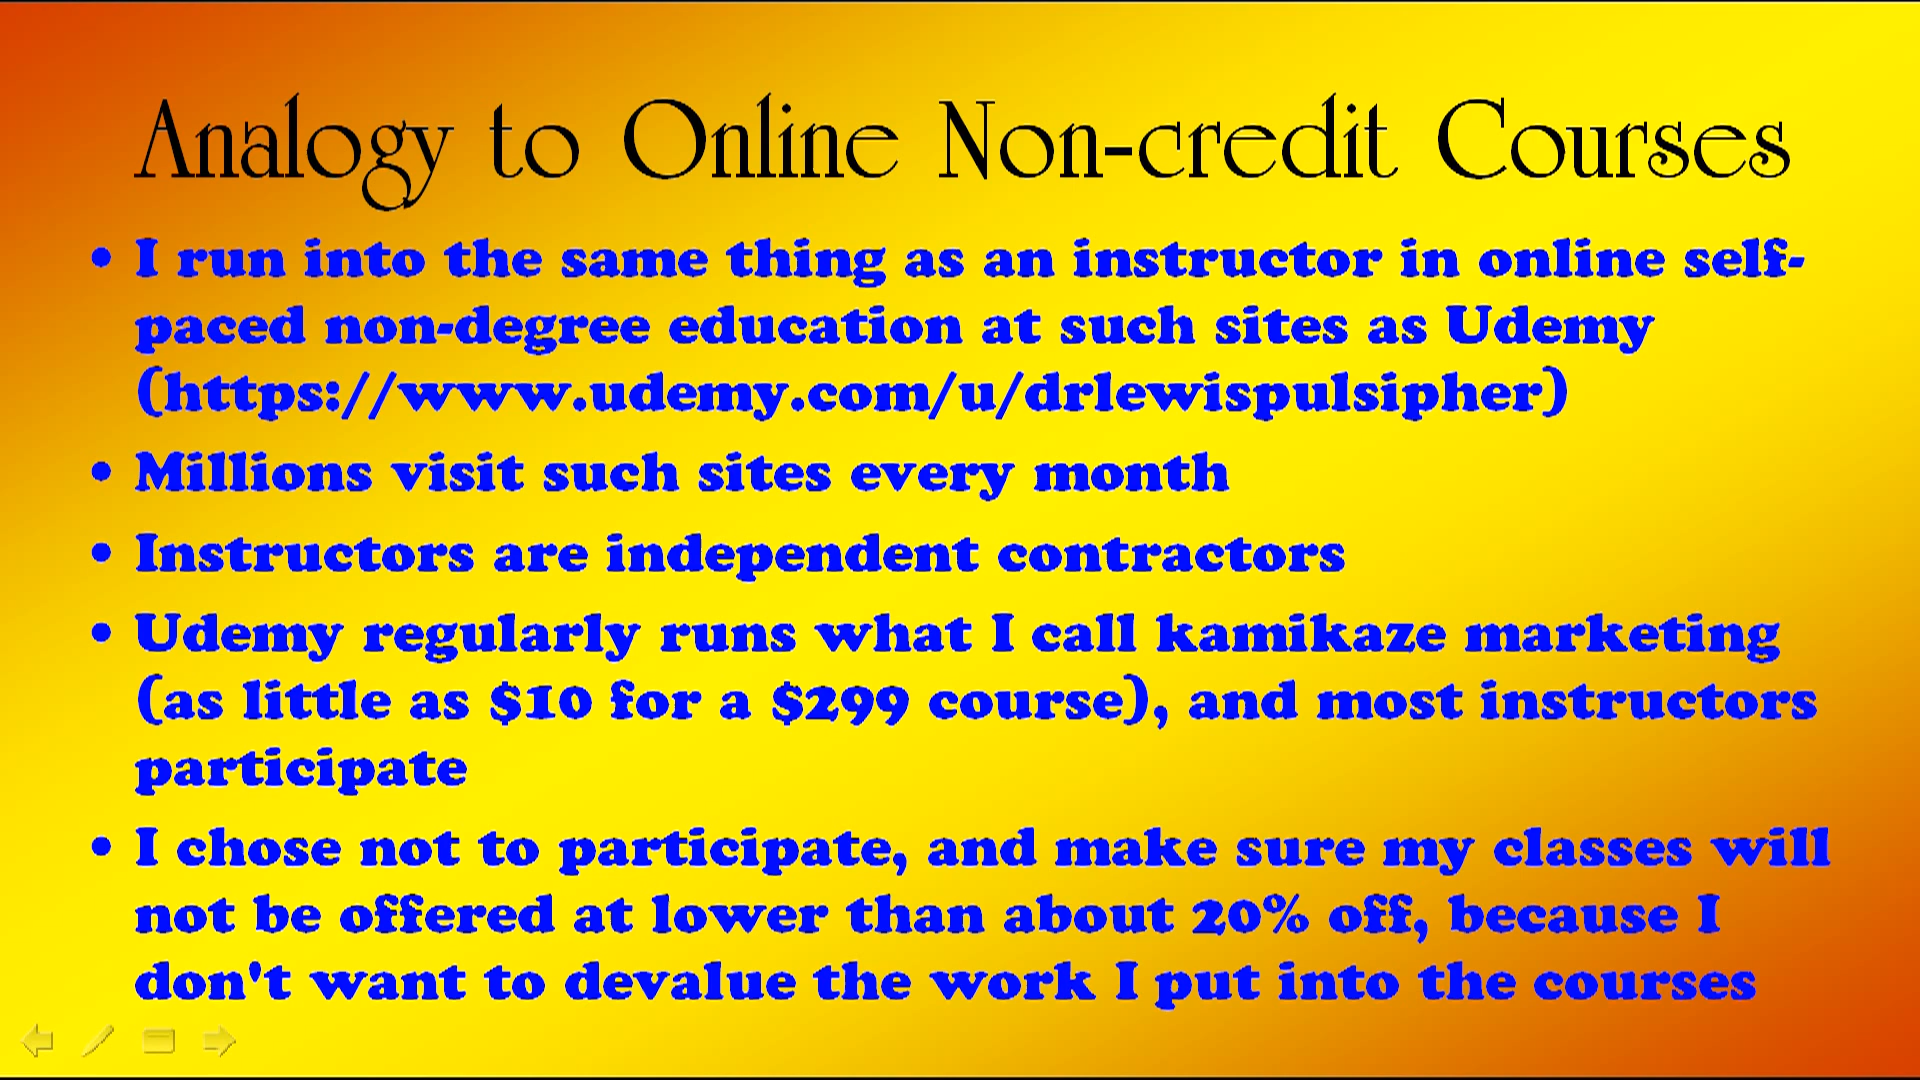 Analogy to Online Non-credit Courses
• I run into the same thing as an instructor in online self-
paced non-degree education at such sites as Udemy
(https://www.udemy.com/u/drlewispulsipher)
• Millions visit such sites every month
• Instructors are independent contractors
• Udemy regularly runs what I call kamikaze marketing
(as little as $10 for a $299 course), and most instructors
participate
• I chose not to participate, and make sure my classes will
not be offered at lower than about 20% off, because I
don't want to devalue the work I put into the courses